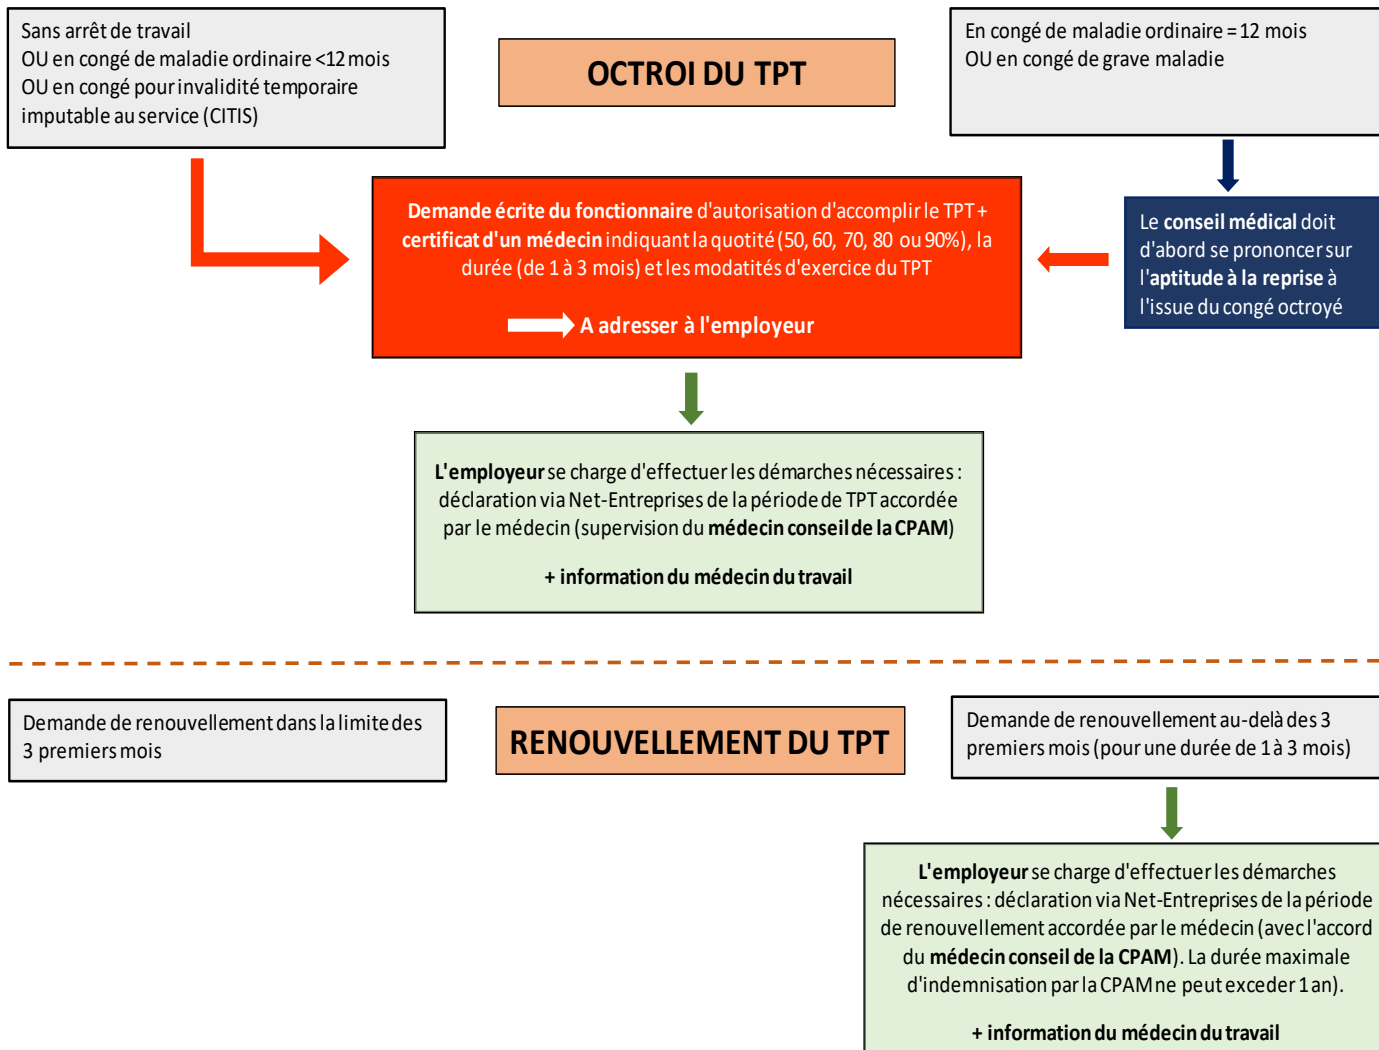 Sans arrêt de travail
OU en congé de maladie ordinaire <12 mois
OU en congé pour invalidité temporaire
imputable au service (CITIS)
OCTROI DU TPT
En congé de maladie ordinaire = 12 mois
OU en congé de grave maladie
Demande écrite du fonctionnaire d'autorisation d'accomplir le TPT +
certificat d'un médecin indiquant la quotité (50, 60, 70, 80 ou 90%), la
durée (de 1 à 3 mois) et les modatités d'exercice du TPT
A adresser à l'employeur
Le conseil médical doit
d'abord se prononcer sur
l'aptitude à la reprise à
l'issue du congé octroyé
L'employeur se charge d'effectuer les démarches nécessaires :
déclaration via Net-Entreprises de la période de TPT accordée
par le médecin (supervision du médecin conseil de la CPAM)
+ information du médecin du travail
Demande de renouvellement dans la limite des
3 premiers mois
RENOUVELLEMENT DU TPT
Demande de renouvellement au-delà des 3
premiers mois (pour une durée de 1 à 3 mois)
L'employeur se charge d'effectuer les démarches
nécessaires : déclaration via Net-Entreprises de la période
de renouvellement accordée par le médecin (avec l'accord
du médecin conseil de la CPAM). La durée maximale
d'indemnisation par la CPAM ne peut exceder 1 an).
+ information du médecin du travail